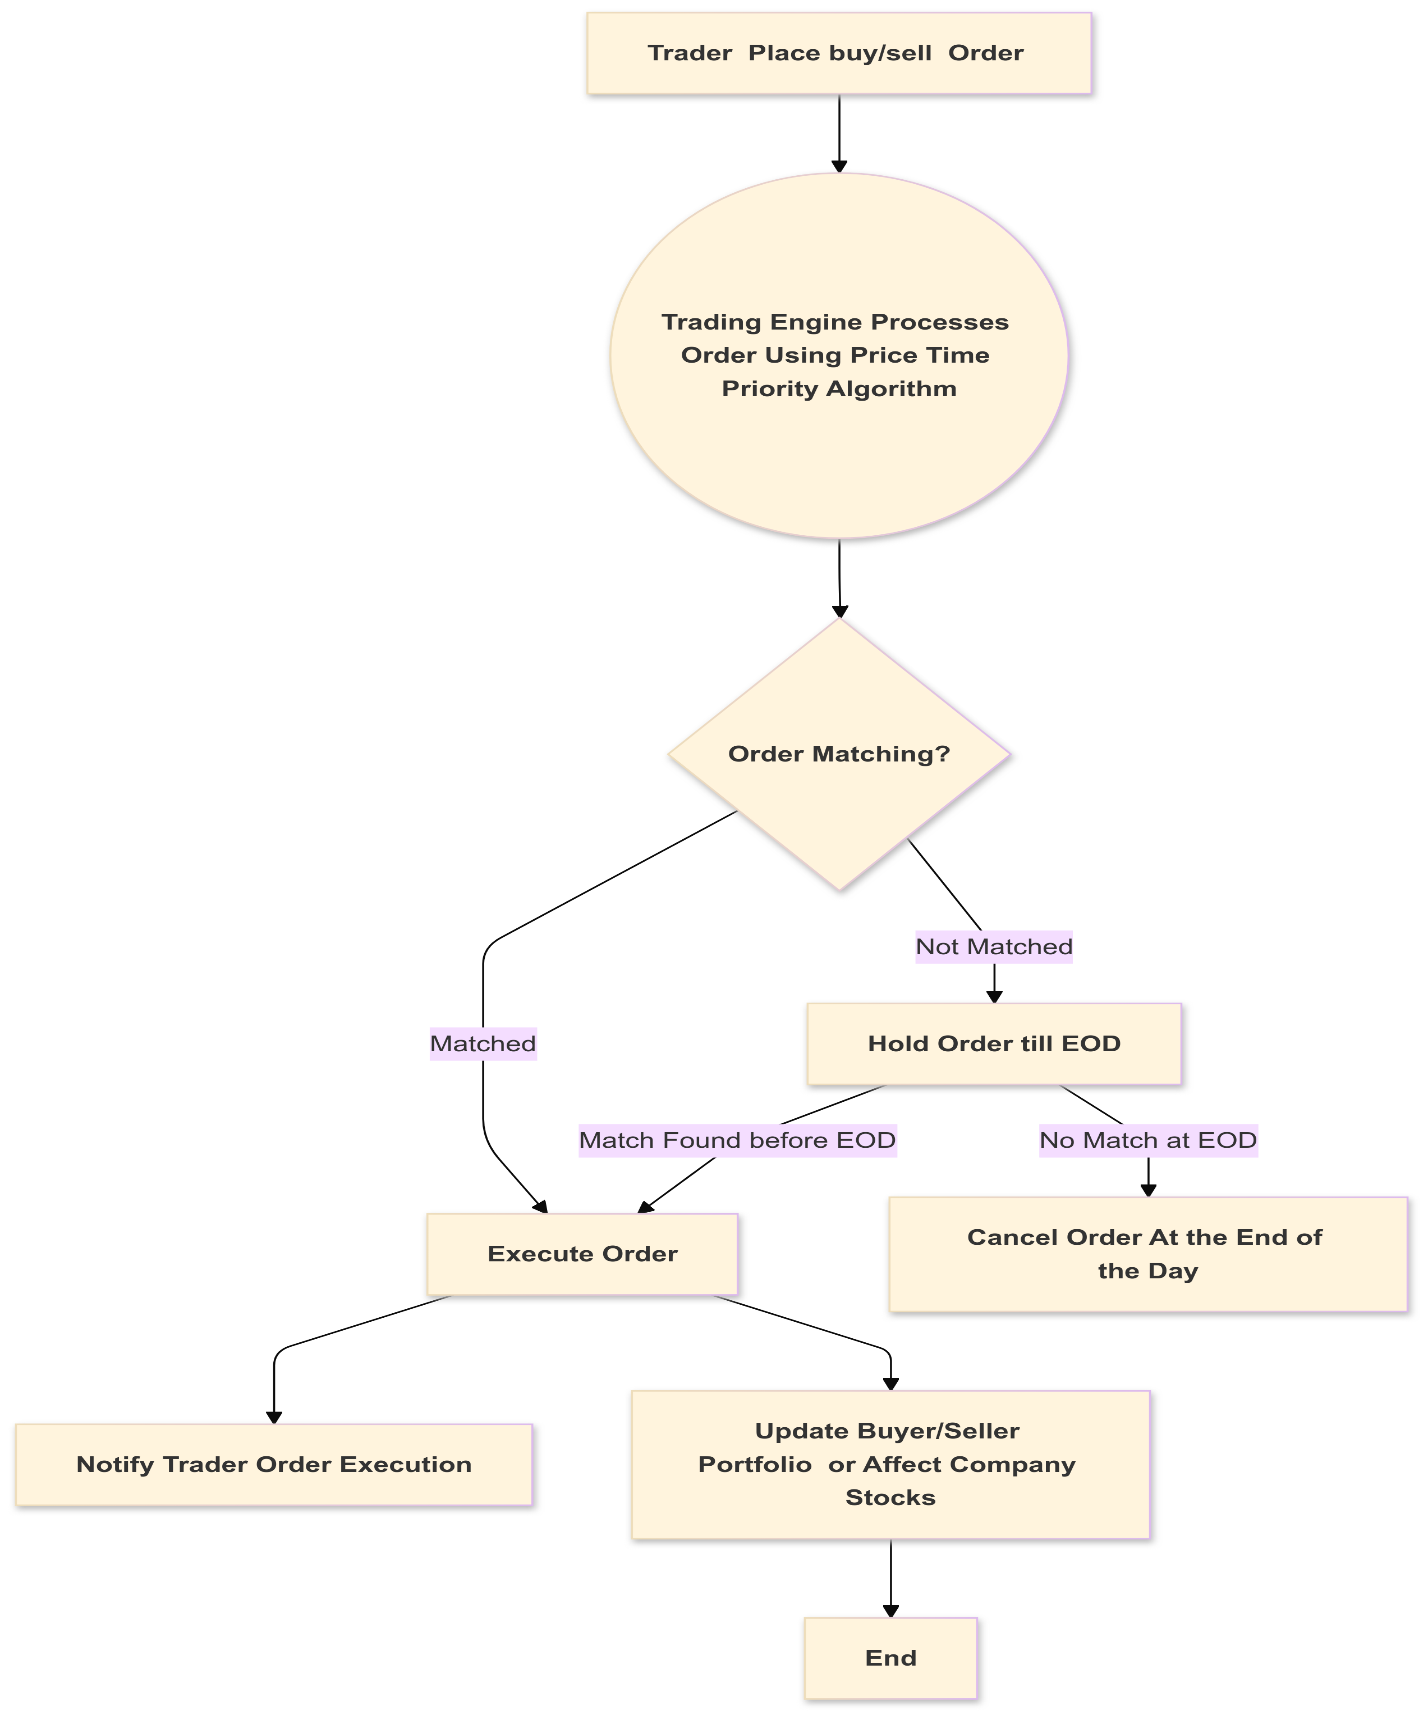 Trader Place buy/sell Order
Trading Engine Processes
Order Using Price Time
Priority Algorithm
Order Matching?
Not Matched
Matched
Hold Order till EOD
Match Found before EOD
No Match at EOD
Execute Order
Cancel Order At the End of
the Day
Notify Trader Order Execution
Update Buyer/Seller
Portfolio or Affect Company
Stocks
End